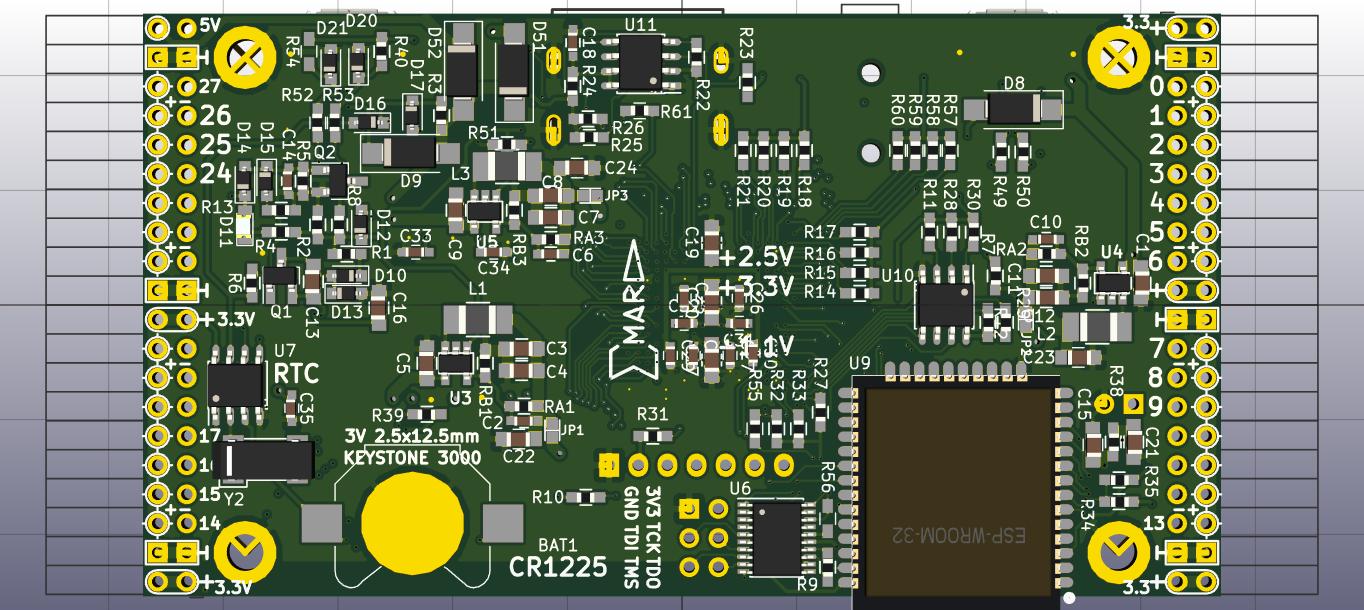 5V
D21
D20
R54
R40
D52
D51
C18
U11
R23
3.3
27
R52
R53
D17
R3
R24
R22
D8
0
26
D16
R61
R60
R59
R58
R57
1
25
D14
D15
C14
R5
Q2
R51
R26
R25
2
24
D9
L3
C24
R21
R20
R19
R18
R49
R50
3
R13
D11
R8
C8
JP3
R11
R28
R30
4
R4
R2
D12
R1
C33
C9
U5
R3
C34
C7
RA3
C6
C19
R17
R16
R15
R14
R7
RA2
C10
RB2
U4
C1
5
6
+2.5V
+3.3V
R6
Q1
C13
D10
D13
C16
L1
MAR
U10
C11
L2
C23
+3.3V
7
U7
RTC
C35
C5
U3
RB1
C3
C4
R55
R32
R33
R27
U9
8
R38
R39
C2
RA1
JP1
C22
R31
C15
C21
9
17
3V 2.5x12.5mm
KEYSTONE 3000
R56
R35
15
Y2
R10
U6
R34
14
GND TDI TMS
3V3 TCK TDO
13
BAT1
CR1225
R9
ESP-WROOM-32
3.3V
3.3